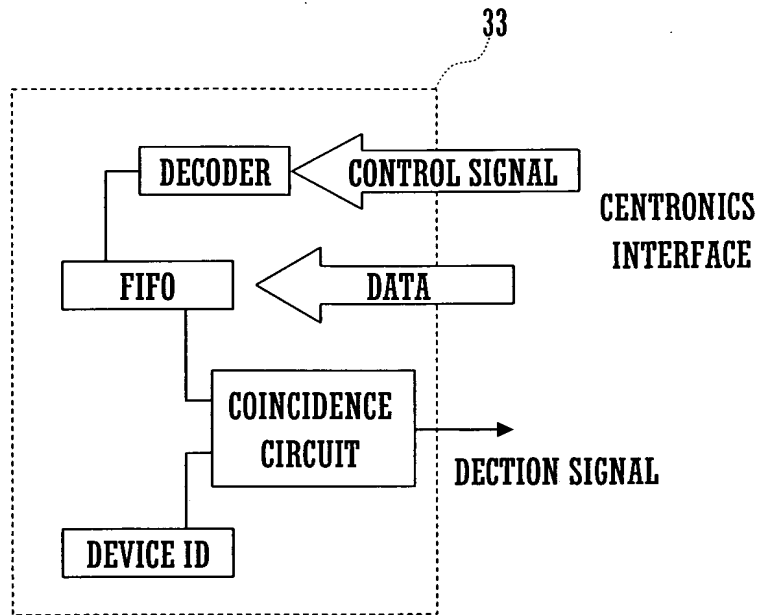 33
DECODER
CONTROL SIGNAL
CENTRONICS
INTERFACE
FIFO
DATA
COINCIDENCE
CIRCUIT
DECTION SIGNAL
DEVICE ID